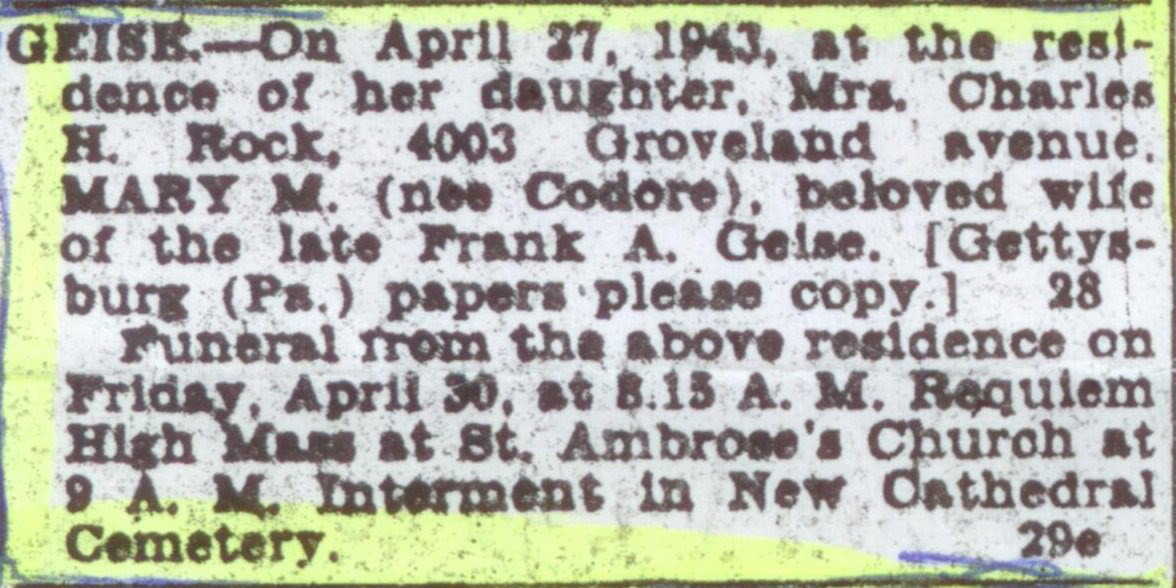 GEISE.—On April 27, 1943, at the resi-
dence of her daughter, Mrs. Charles
H. Rock, 4003 Groveland avenue,
MARY M. (nee Codore), beloved wife
of the late Frank A. Geise. [Gettys-
burg (Pa.) papers please copy.] 28
Funeral from the above residence on
Friday, April 30, at 8.15 A. M. Requiem
High Mass at St. Ambrose's Church at
9 A. M. Interment in New Cathedral
Cemetery. 29e